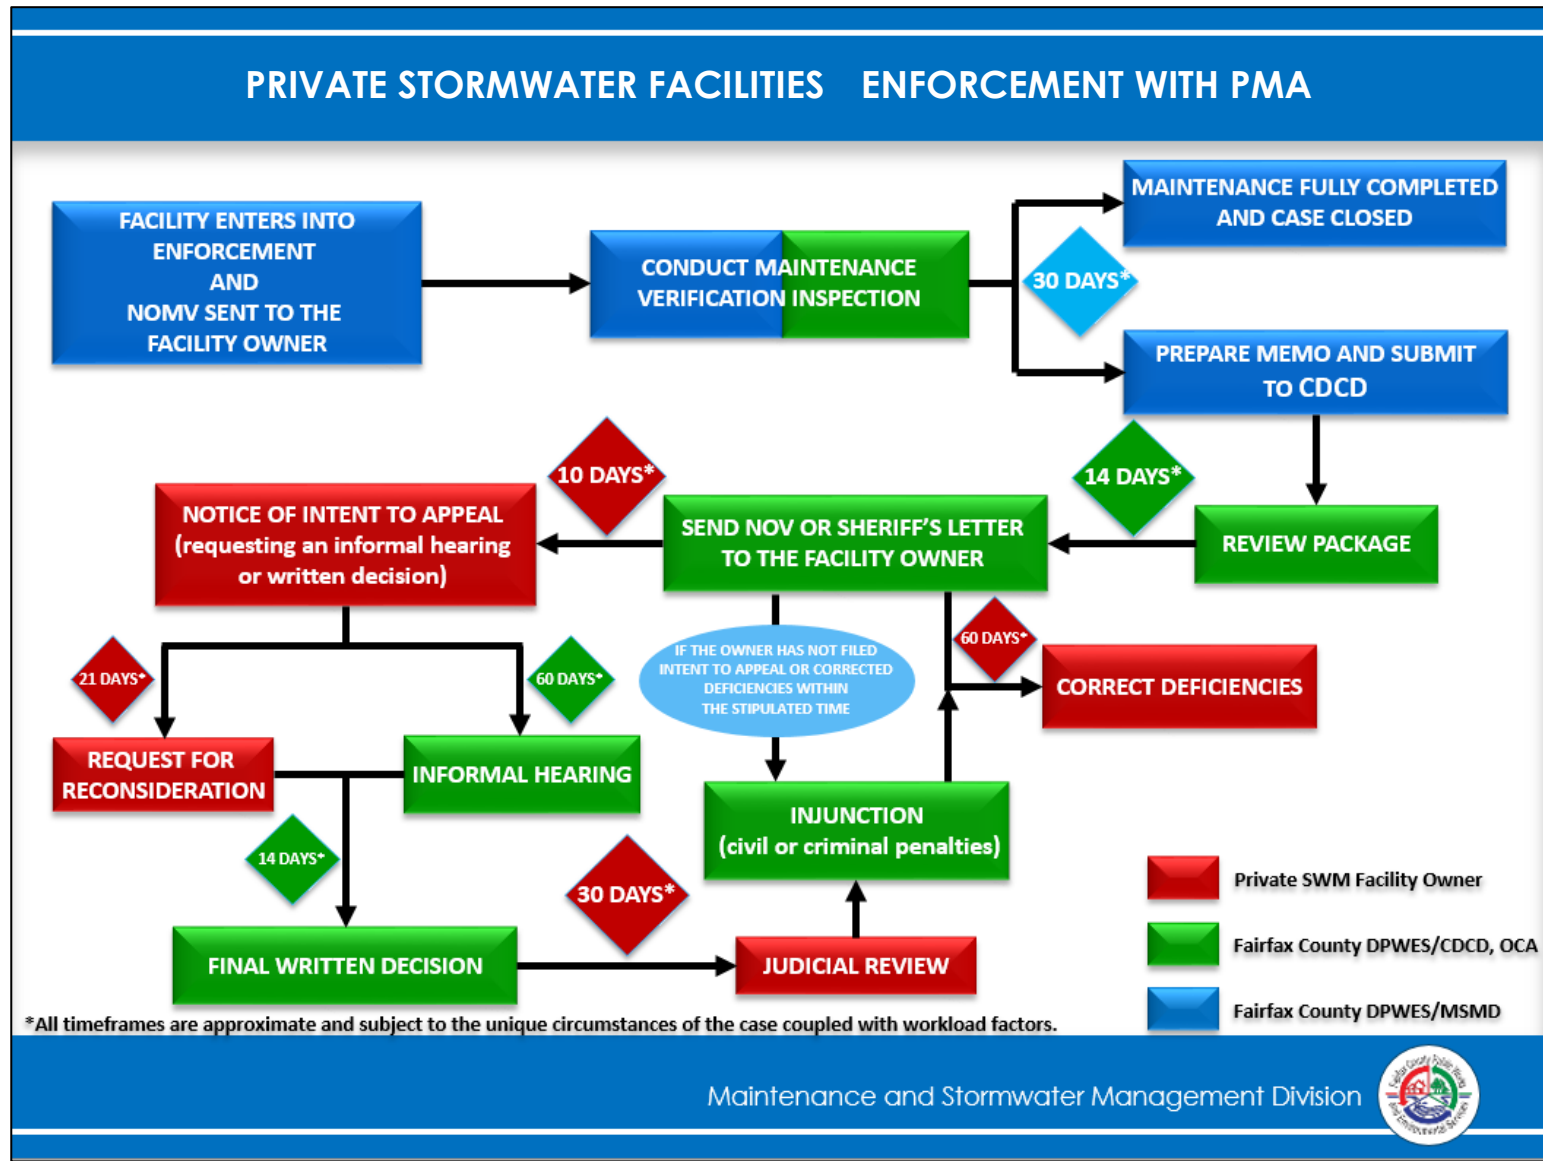 PRIVATE STORMWATER FACILITIES ENFORCEMENT WITH PMA
FACILITY ENTERS INTO
ENFORCEMENT
AND
NOMV SENT TO THE
FACILITY OWNER
CONDUCT MAINTENANCE
VERIFICATION INSPECTION
MAINTENANCE FULLY COMPLETED
AND CASE CLOSED
30 DAYS*
PREPARE MEMO AND SUBMIT
TO CDCD
14 DAYS*
REVIEW PACKAGE
SEND NOV OR SHERIFF'S LETTER
TO THE FACILITY OWNER
10 DAYS*
NOTICE OF INTENT TO APPEAL
(requesting an informal hearing
or written decision)
IF THE OWNER HAS NOT FILED
INTENT TO APPEAL OR CORRECTED
DEFICIENCIES WITHIN
THE STIPULATED TIME
60 DAYS*
CORRECT DEFICIENCIES
21 DAYS*
60 DAYS*
REQUEST FOR
RECONSIDERATION
INFORMAL HEARING
14 DAYS*
INJUNCTION
(civil or criminal penalties)
30 DAYS*
FINAL WRITTEN DECISION
JUDICIAL REVIEW
Private SWM Facility Owner
Fairfax County DPWES/CDCD, OCA
Fairfax County DPWES/MSMD
*All timeframes are approximate and subject to the unique circumstances of the case coupled with workload factors.
Maintenance and Stormwater Management Division
Fairfax County Public Works
and Environmental Services